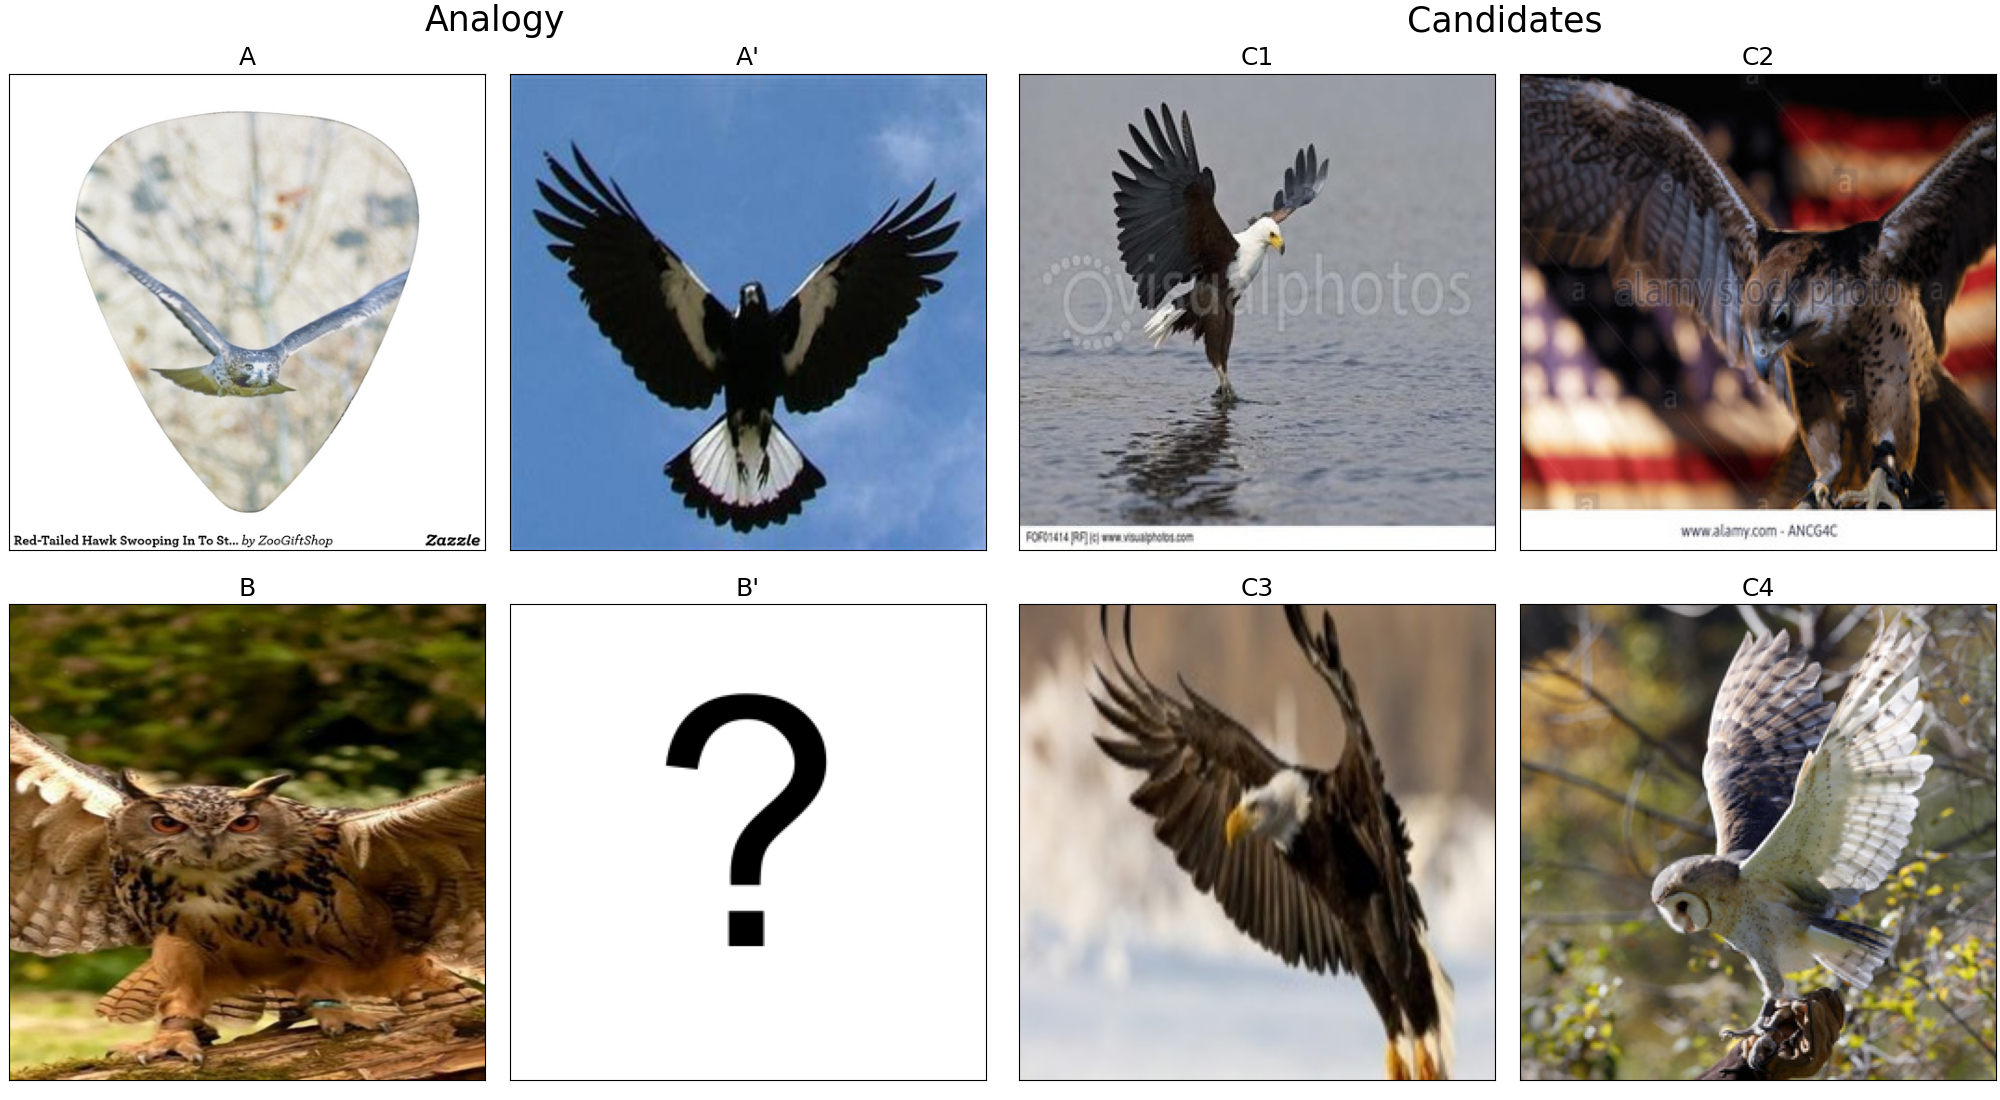 Analogy
Candidates
A
A'
C1
C2
Red-Tailed Hawk Swooping In To St... by ZooGiftShop
Zazzle
visualphotos
FOF01414 [RF] (c) www.visualphotos.com
a
a
a
a
a
alamy stock photo
a
a
a
a
a
a
www.alamy.com - ANCG4C
B
B'
C3
C4
?